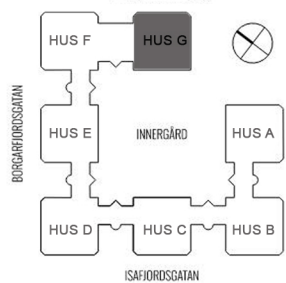 HUS F
HUS G
BORGARFJORDSGATAN
HUS E
INNERGÅRD
HUS A
HUS D
HUS C
HUS B
ISAFJORDSGATAN